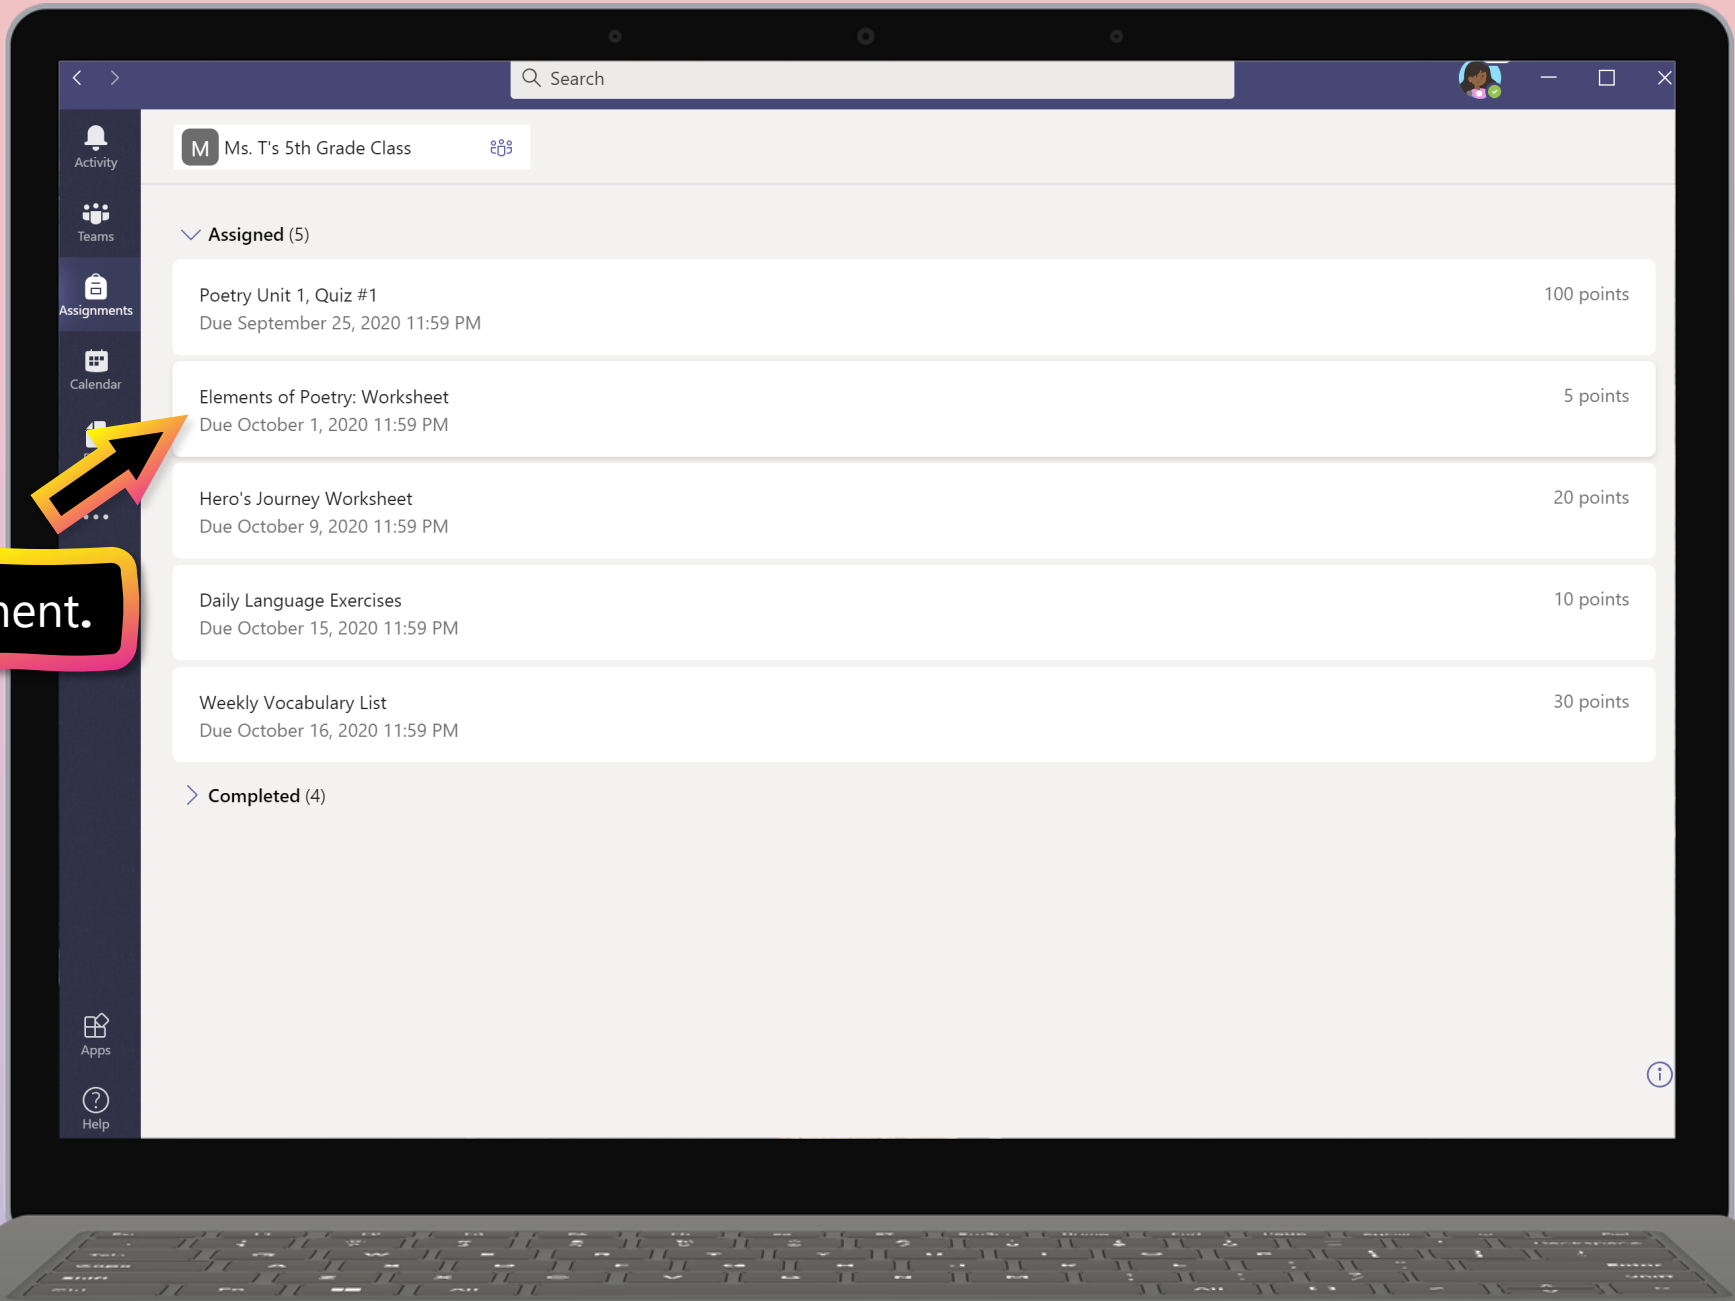 Search
Activity
M Ms. T's 5th Grade Class
Teams
Assigned (5)
Assignments
Poetry Unit 1, Quiz #1
100 points
Due September 25, 2020 11:59 PM
Calendar
Elements of Poetry: Worksheet
5 points
Due October 1, 2020 11:59 PM
Hero's Journey Worksheet
20 points
Due October 9, 2020 11:59 PM
Daily Language Exercises
10 points
Due October 15, 2020 11:59 PM
Weekly Vocabulary List
30 points
Due October 16, 2020 11:59 PM
Completed (4)
Apps
Help